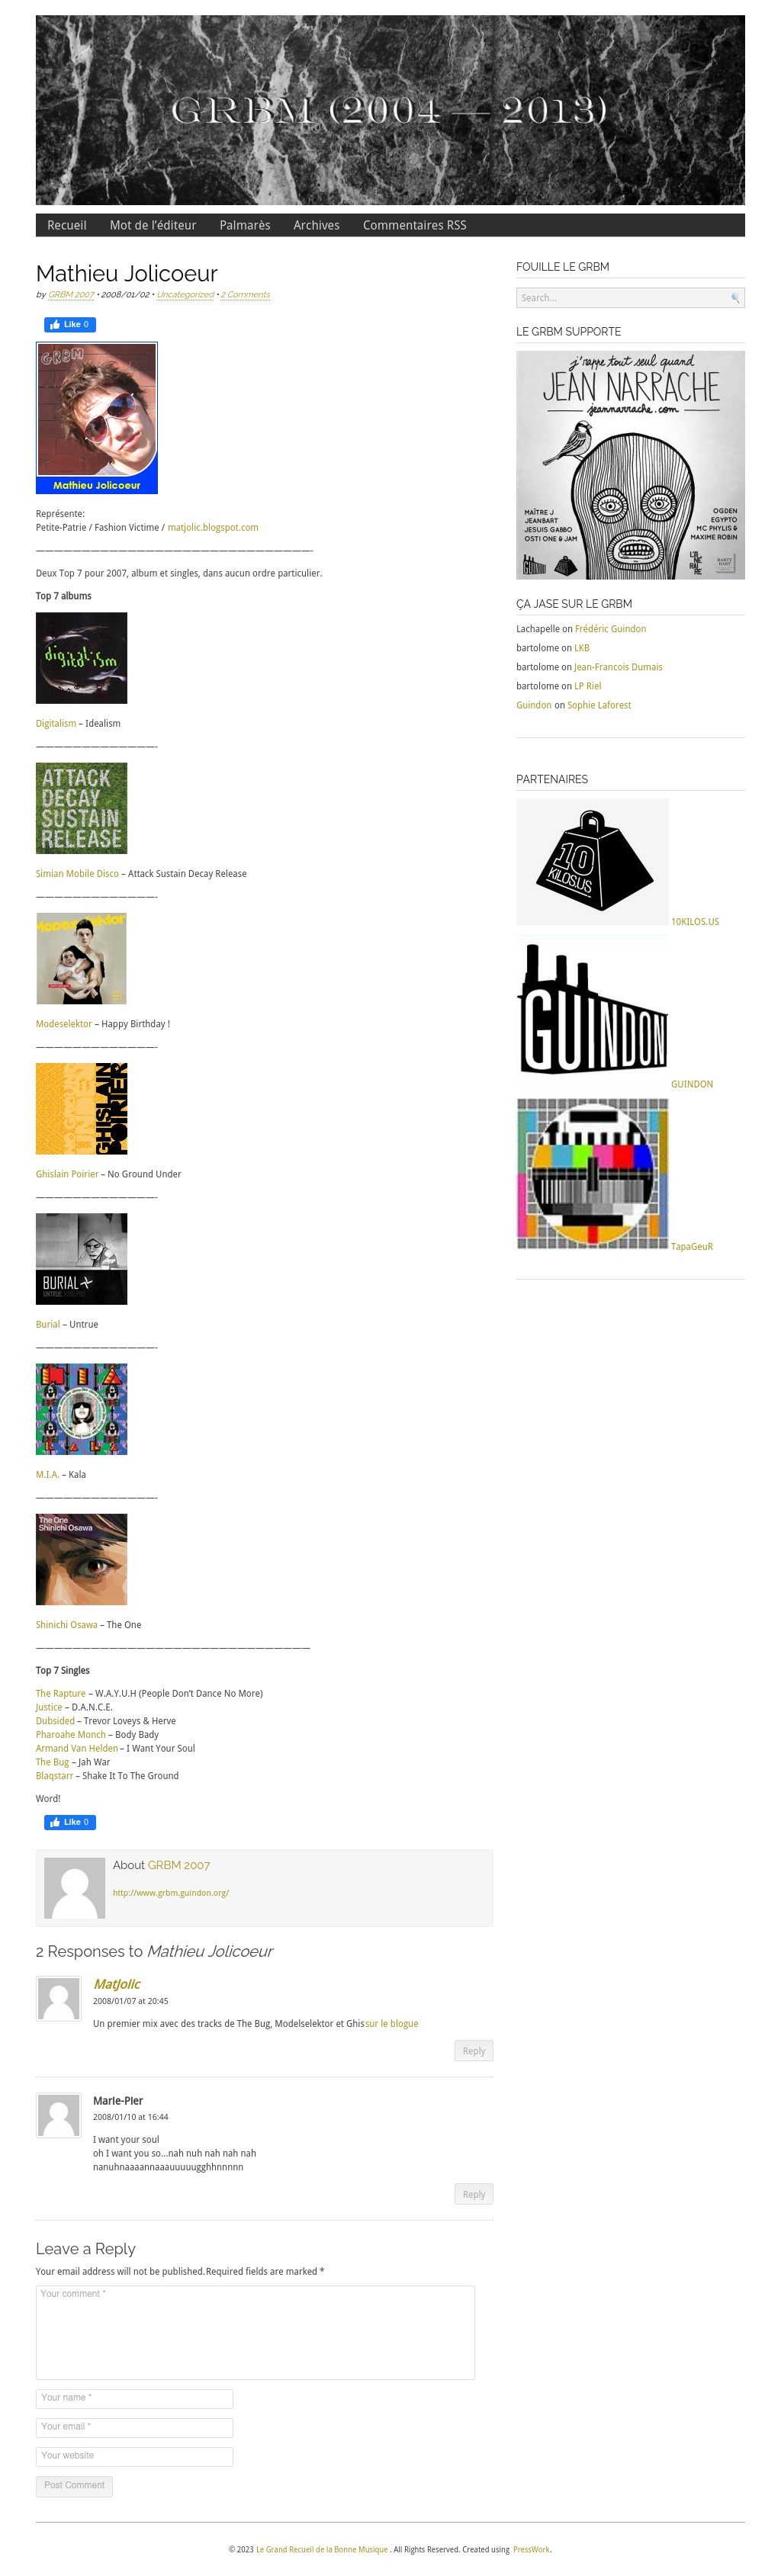 GRBM (2004 — 2013)
Recueil Mot de l'éditeur Palmarès Archives Commentaires RSS
Mathieu Jolicoeur
by GRBM 2007 • 2008/01/02 • Uncategorized • 2 Comments
Like 0
GRBM
Mathieu Jolicoeur
Représente:
Petite-Patrie / Fashion Victime / matjolic.blogspot.com
——————————————————————————————-
Deux Top 7 pour 2007, album et singles, dans aucun ordre particulier.
Top 7 albums
digitalism
Digitalism – Idealism
—————————————-
ATTACK
DECAY
SUSTAIN
RELEASE
Simian Mobile Disco – Attack Sustain Decay Release
—————————————-
Modeselektor
Modeselektor – Happy Birthday !
—————————————-
NO GROUND
UNDER
GHISLAIN
POIRIER
Ghislain Poirier – No Ground Under
—————————————-
BURIAL
UNTRUE
Burial – Untrue
—————————————-
M.I.A. – Kala
—————————————-
The One
Shinichi Osawa
Shinichi Osawa – The One
——————————————————————————————
Top 7 Singles
The Rapture – W.A.Y.U.H (People Don't Dance No More)
Justice – D.A.N.C.E.
Dubsided – Trevor Loveys & Herve
Pharoahe Monch – Body Bady
Armand Van Helden – I Want Your Soul
The Bug – Jah War
Blaqstarr – Shake It To The Ground
Word!
Like 0
About GRBM 2007
http://www.grbm.guindon.org/
2 Responses to Mathieu Jolicoeur
MatJolic
2008/01/07 at 20:45
Un premier mix avec des tracks de The Bug, Modelselektor et Ghis sur le blogue
Reply
Marie-Pier
2008/01/10 at 16:44
I want your soul
oh I want you so…nah nuh nah nah nah
nanuhnaaaannaaauuuuugghhnnnnn
Reply
Leave a Reply
Your email address will not be published. Required fields are marked *
Your comment *
Your name *
Your email *
Your website
Post Comment
FOUILLE LE GRBM
Search...
LE GRBM SUPPORTE
j'rappe tout seul quand
JEAN NARRACHE
jeannarrache.com
MAÎTRE J
JEANBART
JESUIS GABBO
OSTI ONE & JAM
OGDEN
EGYPTO
MC PHYLIS &
MAXIME ROBIN
ÇA JASE SUR LE GRBM
Lachapelle on Frédéric Guindon
bartolome on LKB
bartolome on Jean-Francois Dumais
bartolome on LP Riel
Guindon on Sophie Laforest
PARTENAIRES
10
KILOS.US
10KILOS.US
GUINDON
GUINDON
TapaGeuR
© 2023 Le Grand Recueil de la Bonne Musique . All Rights Reserved. Created using PressWork.